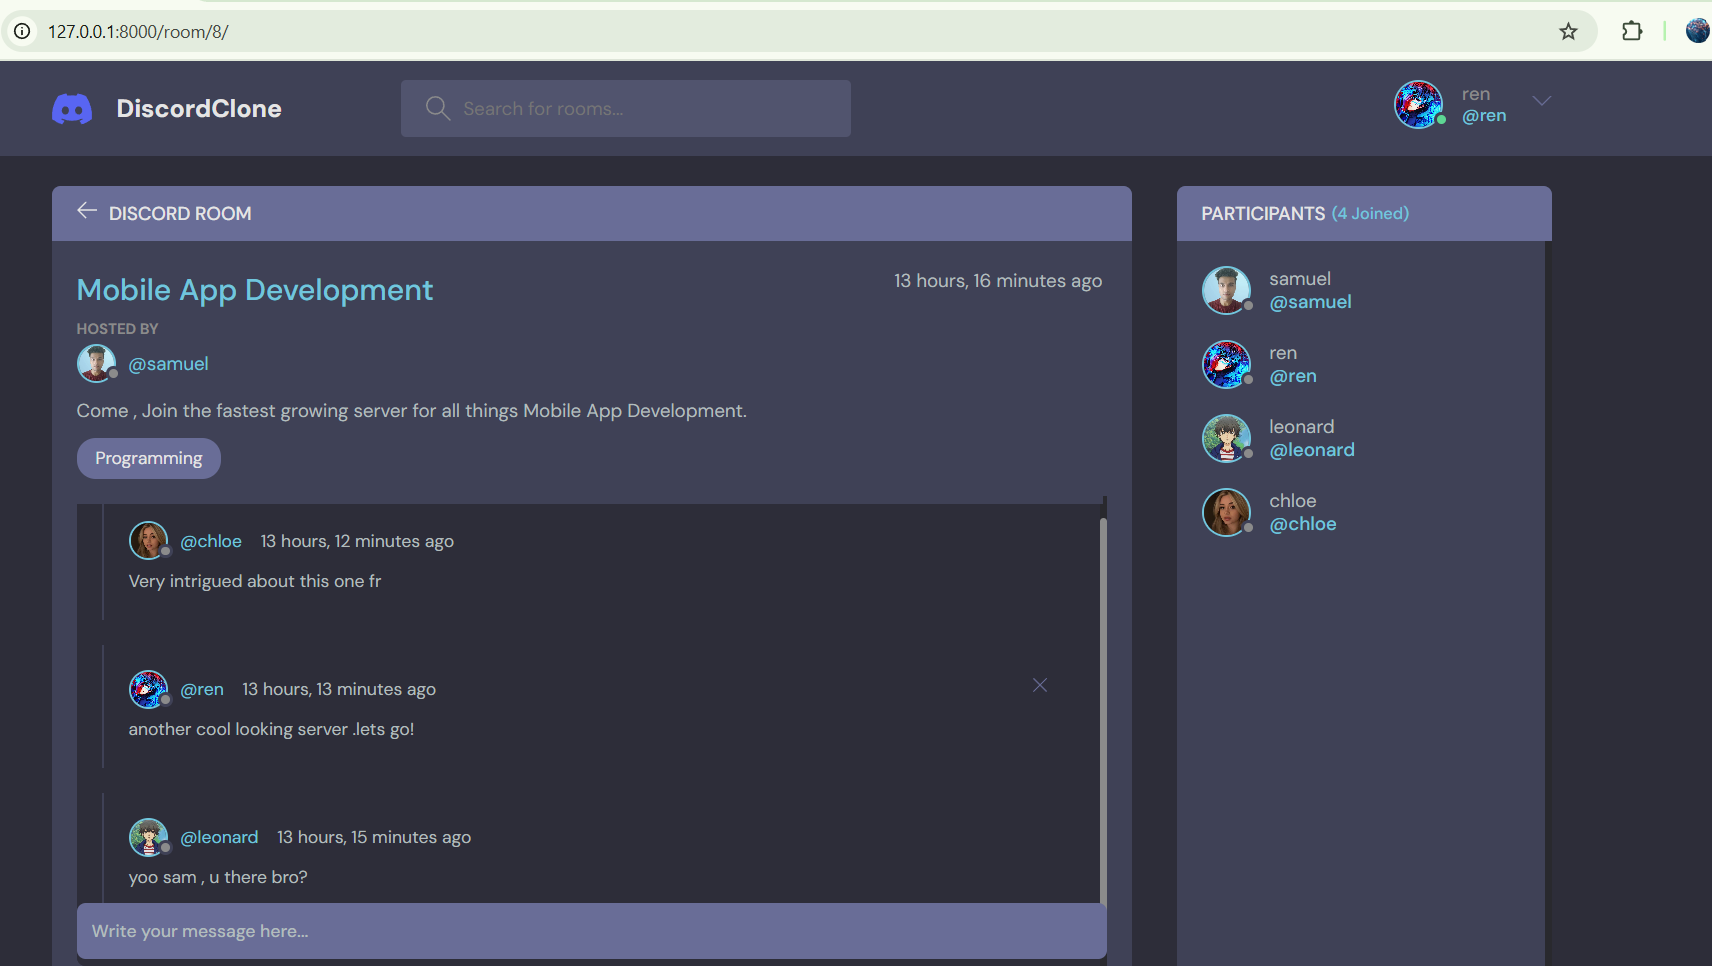 127.0.0.1:8000/room/8/
DiscordClone
Search for rooms...
ren
@ren
DISCORD ROOM
Mobile App Development
13 hours, 16 minutes ago
HOSTED BY
@samuel
Come , Join the fastest growing server for all things Mobile App Development.
Programming
@chloe 13 hours, 12 minutes ago
Very intrigued about this one fr
@ren 13 hours, 13 minutes ago
another cool looking server .lets go!
@leonard 13 hours, 15 minutes ago
yoo sam , u there bro?
Write your message here...
PARTICIPANTS (4 Joined)
samuel
@samuel
ren
@ren
leonard
@leonard
chloe
@chloe